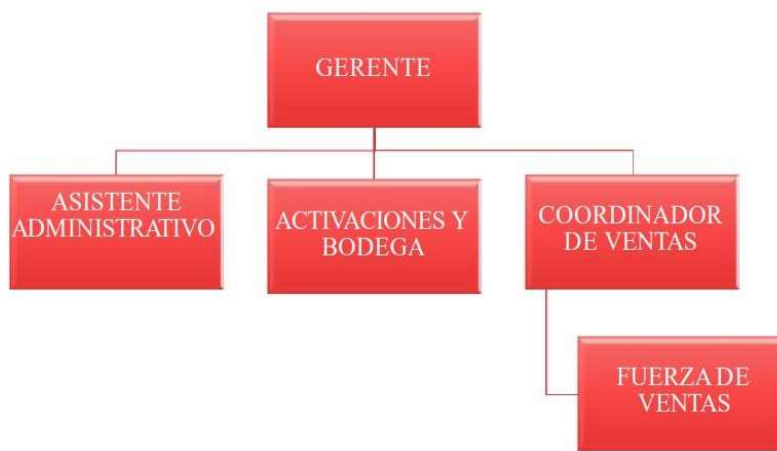 GERENTE
ASISTENTE
ADMINISTRATIVO
ACTIVACIONES Y
BODEGA
COORDINADOR
DE VENTAS
FUERZA DE
VENTAS